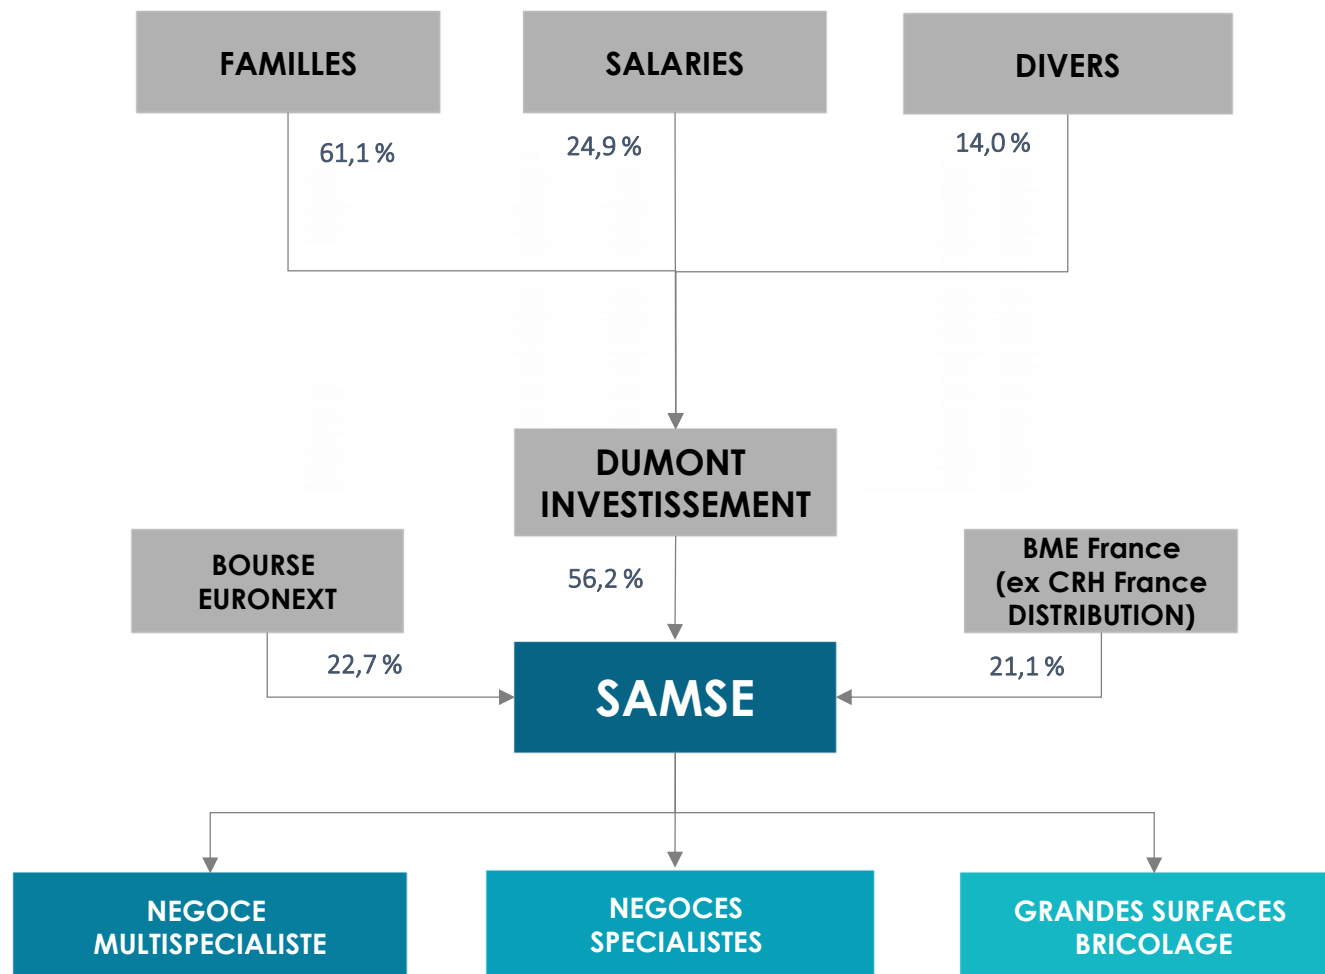 FAMILLES
SALARIES
DIVERS
61,1 %
24,9 %
14,0 %
DUMONT
INVESTISSEMENT
BOURSE
EURONEXT
BME France
(ex CRH France
DISTRIBUTION)
56,2 %
22,7 %
21,1 %
SAMSE
NEGOCE
MULTISPECIALISTE
NEGOCES
SPECIALISTES
GRANDES SURFACES
BRICOLAGE